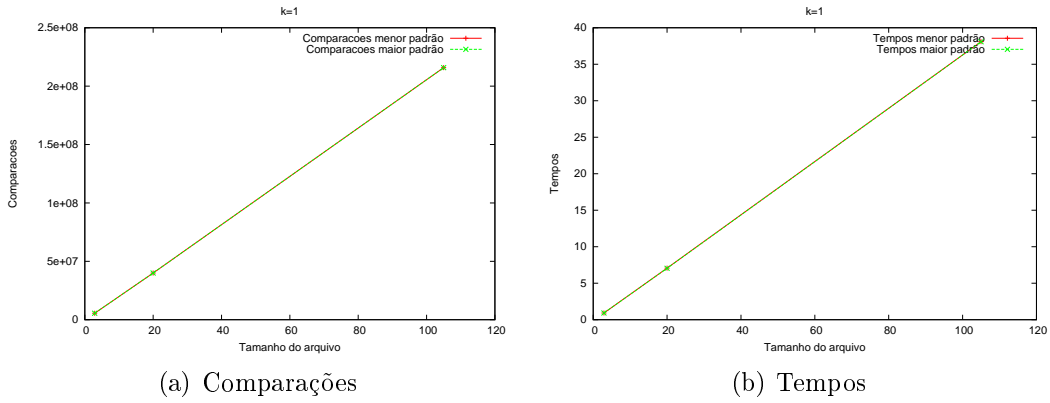 k=1
2.5e+08
2e+08
1.5e+08
1e+08
5e+07
0
Comparacoes
Comparacoes menor padrão
Comparacoes maior padrão
0 20 40 60 80 100 120
Tamanho do arquivo
(a) Comparações
k=1
40
35
30
25
20
15
10
5
0
Tempos
Tempos menor padrão
Tempos maior padrão
0 20 40 60 80 100 120
Tamanho do arquivo
(b) Tempos